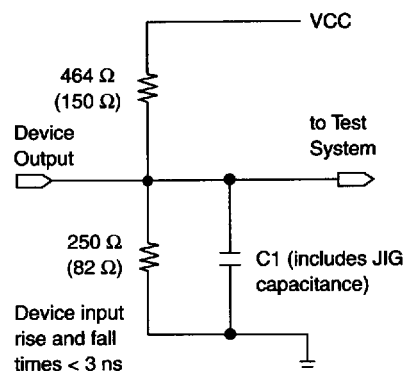 VCC
464 Ω
(150 Ω)
Device
Output
to Test
System
250 Ω
(82 Ω)
C1 (includes JIG
capacitance)
Device input
rise and fall
times < 3 ns